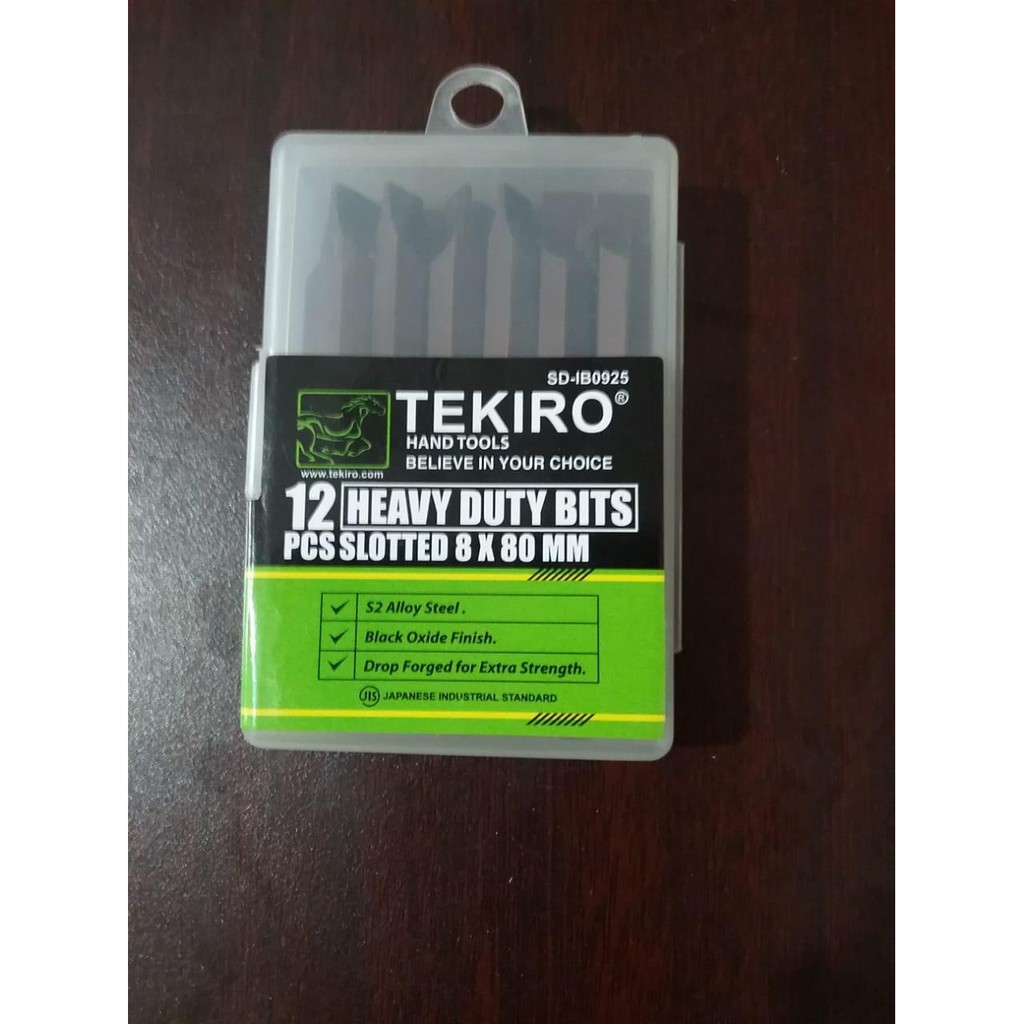 SD-IB0925
TEKIRO®
HAND TOOLS
www.tekiro.com
BELIEVE IN YOUR CHOICE
12 HEAVY DUTY BITS
PCS SLOTTED 8 X 80 MM
S2 Alloy Steel .
Black Oxide Finish.
Drop Forged for Extra Strength.
JIS JAPANESE INDUSTRIAL STANDARD